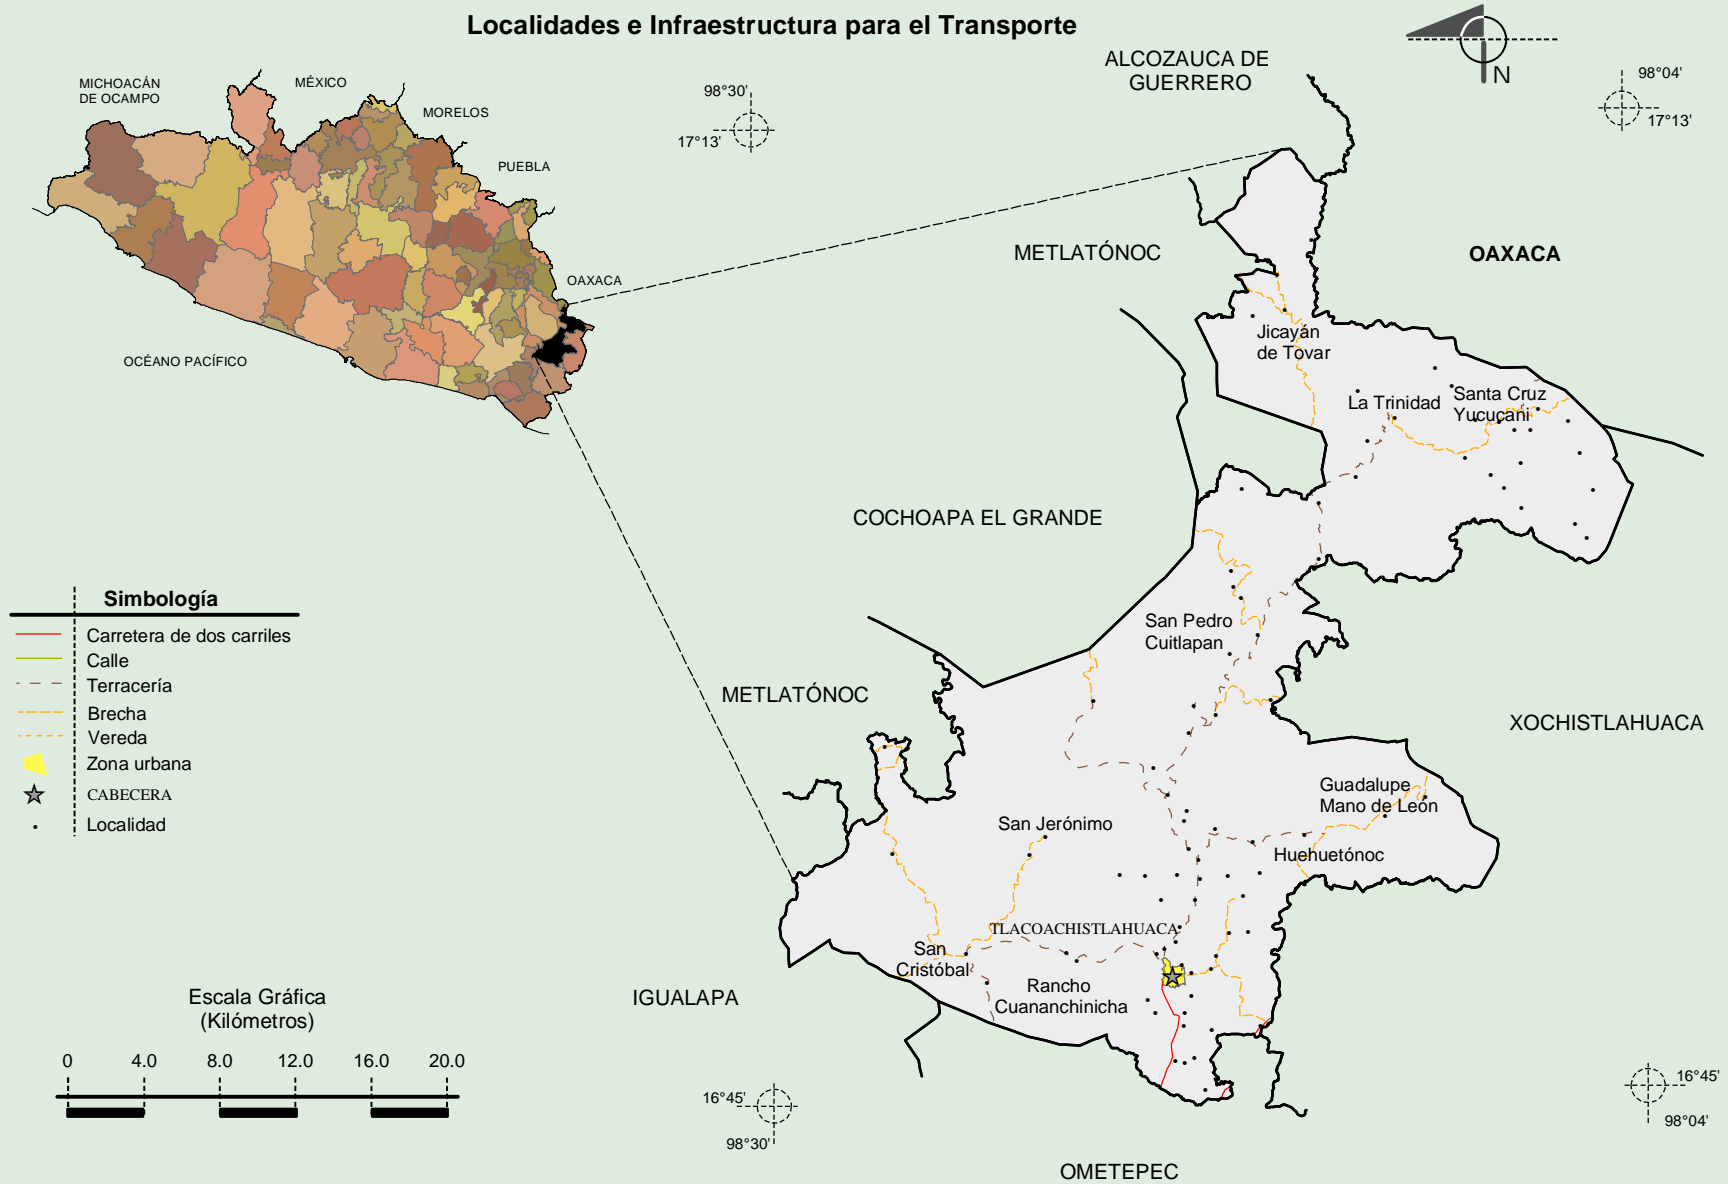 Localidades e Infraestructura para el Transporte
N
MICHOACÁN
DE OCAMPO
MÉXICO
MORELOS
PUEBLA
OAXACA
OCÉANO PACÍFICO
98°30'
17°13'
ALCOZAUCA DE
GUERRERO
98°04'
17°13'
METLATÓNOC
OAXACA
Jicayán
de Tovar
La Trinidad
Santa Cruz
Yucucani
COCHOAPA EL GRANDE
San Pedro
Cuitlapan
METLATÓNOC
XOCHISTLAHUACA
Guadalupe
Mano de León
San Jerónimo
Huehuetónoc
TLACOACHISTLAHUACA
San
Cristóbal
Rancho
Cuananchinicha
IGUALAPA
Simbología
Carretera de dos carriles
Calle
Terracería
Brecha
Vereda
Zona urbana
CABECERA
Localidad
Escala Gráfica
(Kilómetros)
0 4.0 8.0 12.0 16.0 20.0
16°45'
98°30'
16°45'
98°04'
OMETEPEC